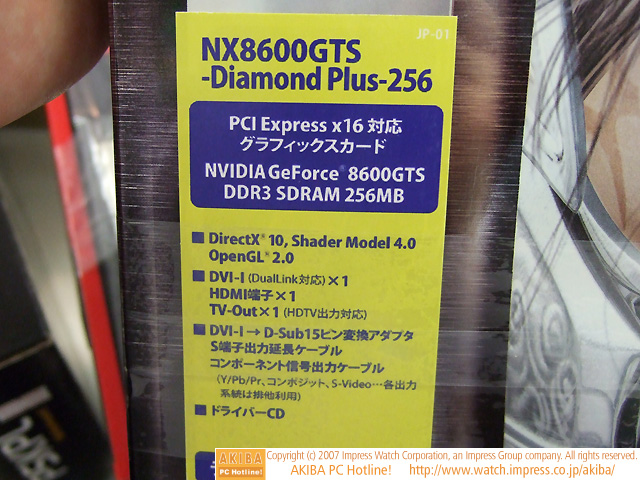 JP-01
NX8600GTS
-Diamond Plus-256
PCI Express x16 対応
グラフィックスカード
NVIDIA GeForce® 8600GTS
DDR3 SDRAM 256MB
■ DirectX® 10, Shader Model 4.0
OpenGL® 2.0
■ DVI-I (DualLink対応) × 1
HDMI端子 × 1
TV-Out × 1 (HDTV出力対応)
■ DVI-I → D-Sub15ピン変換アダプタ
S端子出力延長ケーブル
コンポーネント信号出力ケーブル
(Y/Pb/Pr、コンポジット、S-Video…各出力
系統は排他利用)
■ ドライバーCD
AKIBA
PC Hotline!
Copyright (c) 2007 Impress Watch Corporation, an Impress Group company. All rights reserved.
AKIBA PC Hotline! http://www.watch.impress.co.jp/akiba/